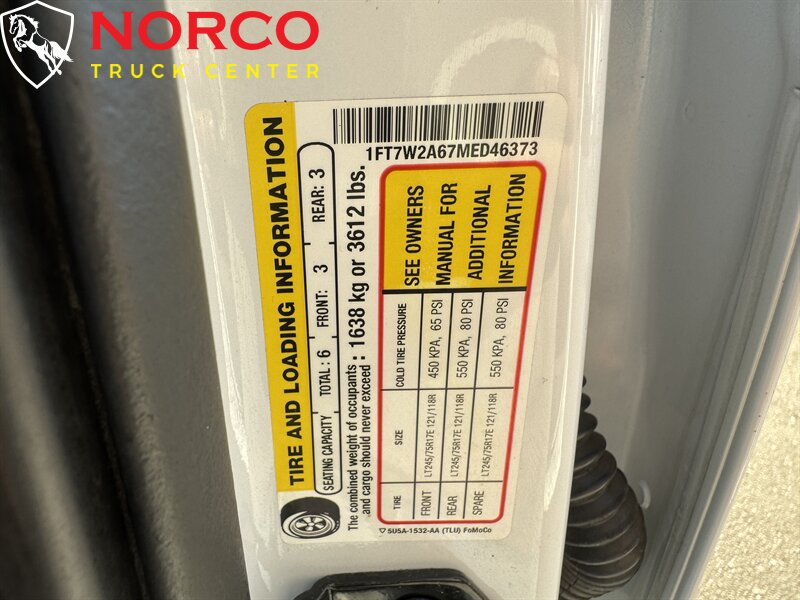 NORCO
TRUCK CENTER
1FT7W2A67MED46373
TIRE AND LOADING INFORMATION
SEATING CAPACITY TOTAL : 6 FRONT: 3 REAR: 3
The combined weight of occupants
and cargo should never exceed : 1638 kg or 3612 lbs.
TIRE SIZE COLD TIRE PRESSURE
FRONT LT245/75R17E 121/118R 450 KPA, 65 PSI
REAR LT245/75R17E 121/118R 550 KPA, 80 PSI
SPARE LT245/75R17E 121/118R 550 KPA, 80 PSI
SEE OWNERS
MANUAL FOR
ADDITIONAL
INFORMATION
5U5A-1532-AA (TLU) FoMoCo